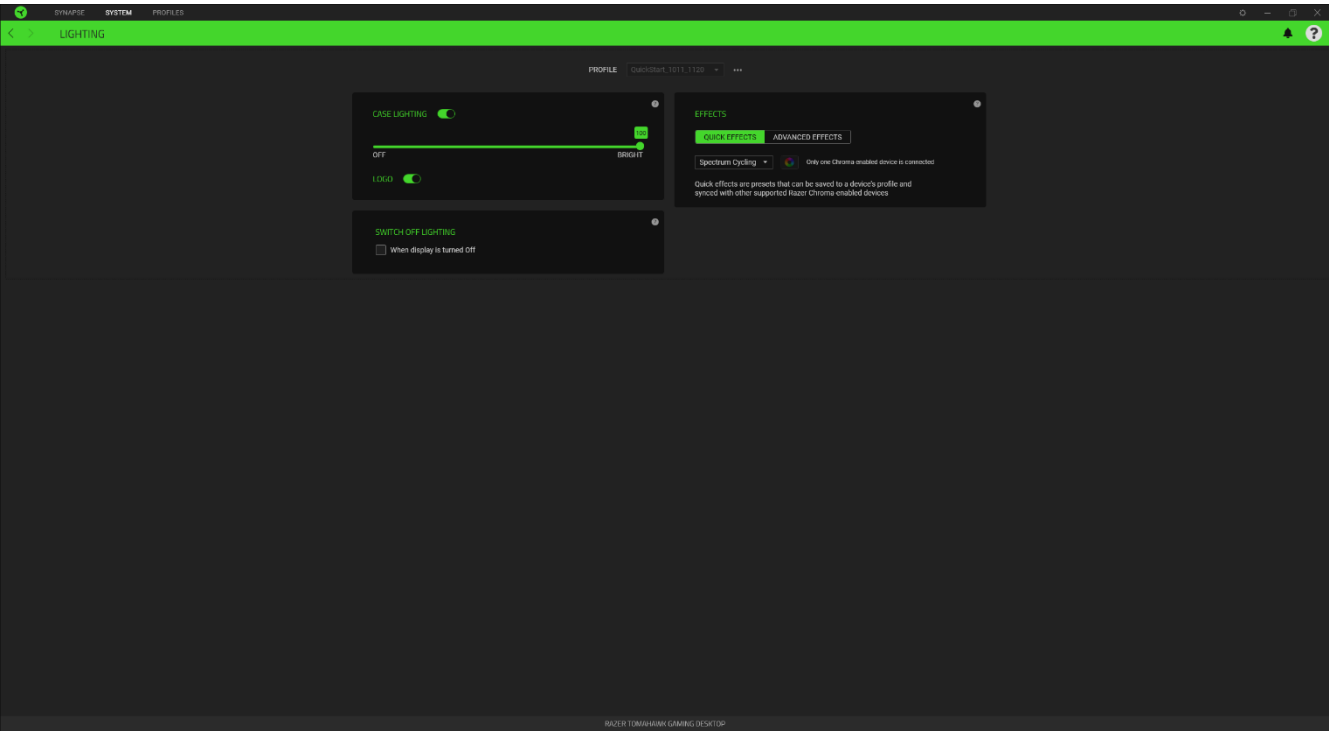 SYNAPSE SYSTEM PROFILES
LIGHTING
?
PROFILE QuickStart_1011_1120
CASE LIGHTING
?
100
OFF BRIGHT
LOGO
EFFECTS
?
QUICK EFFECTS ADVANCED EFFECTS
Spectrum Cycling Only one Chroma enabled device is connected
Quick effects are presets that can be saved to a device's profile and
synced with other supported Razer Chroma enabled devices
SWITCH OFF LIGHTING
?
When display is turned Off
RAZER TOMAHAWK GAMING DESKTOP